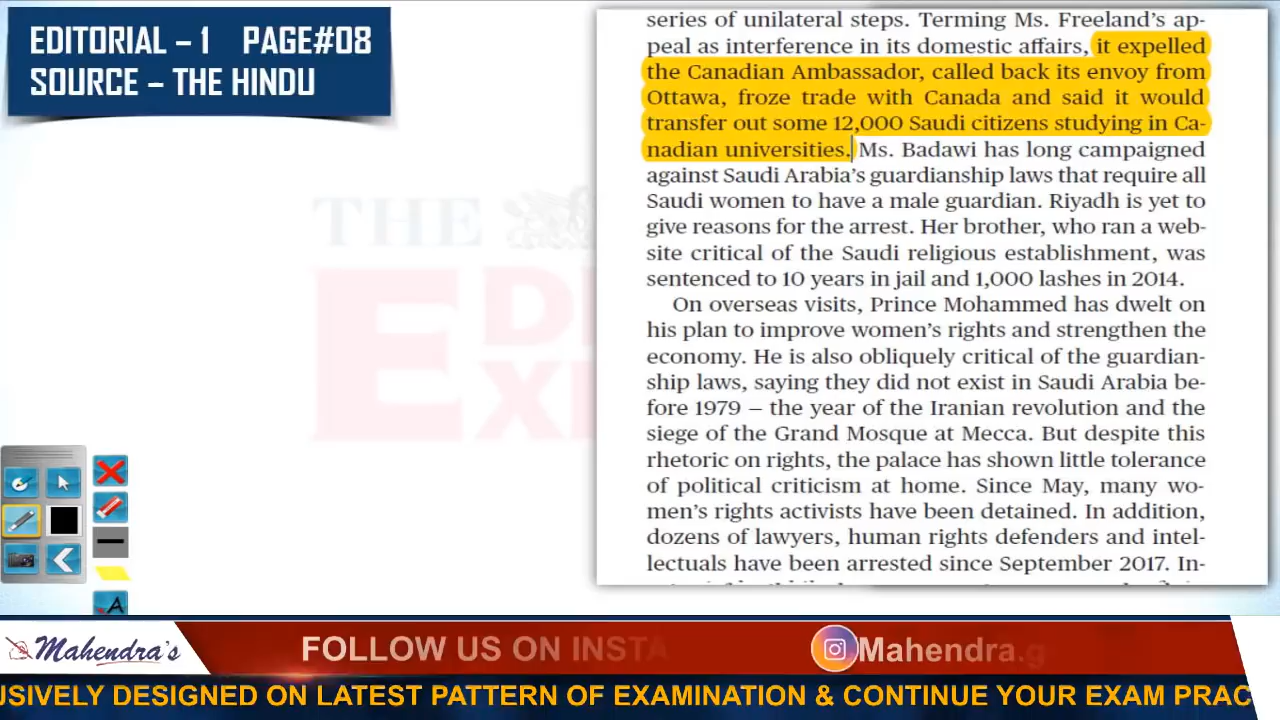 EDITORIAL – 1 PAGE#08
SOURCE – THE HINDU
series of unilateral steps. Terming Ms. Freeland's ap-
peal as interference in its domestic affairs, it expelled
the Canadian Ambassador, called back its envoy from
Ottawa, froze trade with Canada and said it would
transfer out some 12,000 Saudi citizens studying in Ca-
nadian universities. Ms. Badawi has long campaigned
against Saudi Arabia's guardianship laws that require all
Saudi women to have a male guardian. Riyadh is yet to
give reasons for the arrest. Her brother, who ran a web-
site critical of the Saudi religious establishment, was
sentenced to 10 years in jail and 1,000 lashes in 2014.
On overseas visits, Prince Mohammed has dwelt on
his plan to improve women's rights and strengthen the
economy. He is also obliquely critical of the guardian-
ship laws, saying they did not exist in Saudi Arabia be-
fore 1979 – the year of the Iranian revolution and the
siege of the Grand Mosque at Mecca. But despite this
rhetoric on rights, the palace has shown little tolerance
of political criticism at home. Since May, many wo-
men's rights activists have been detained. In addition,
dozens of lawyers, human rights defenders and intel-
lectuals have been arrested since September 2017. In-
THE
E
Mahendra's
FOLLOW US ON INSTA
Mahendra.g
USIVELY DESIGNED ON LATEST PATTERN OF EXAMINATION & CONTINUE YOUR EXAM PRAC